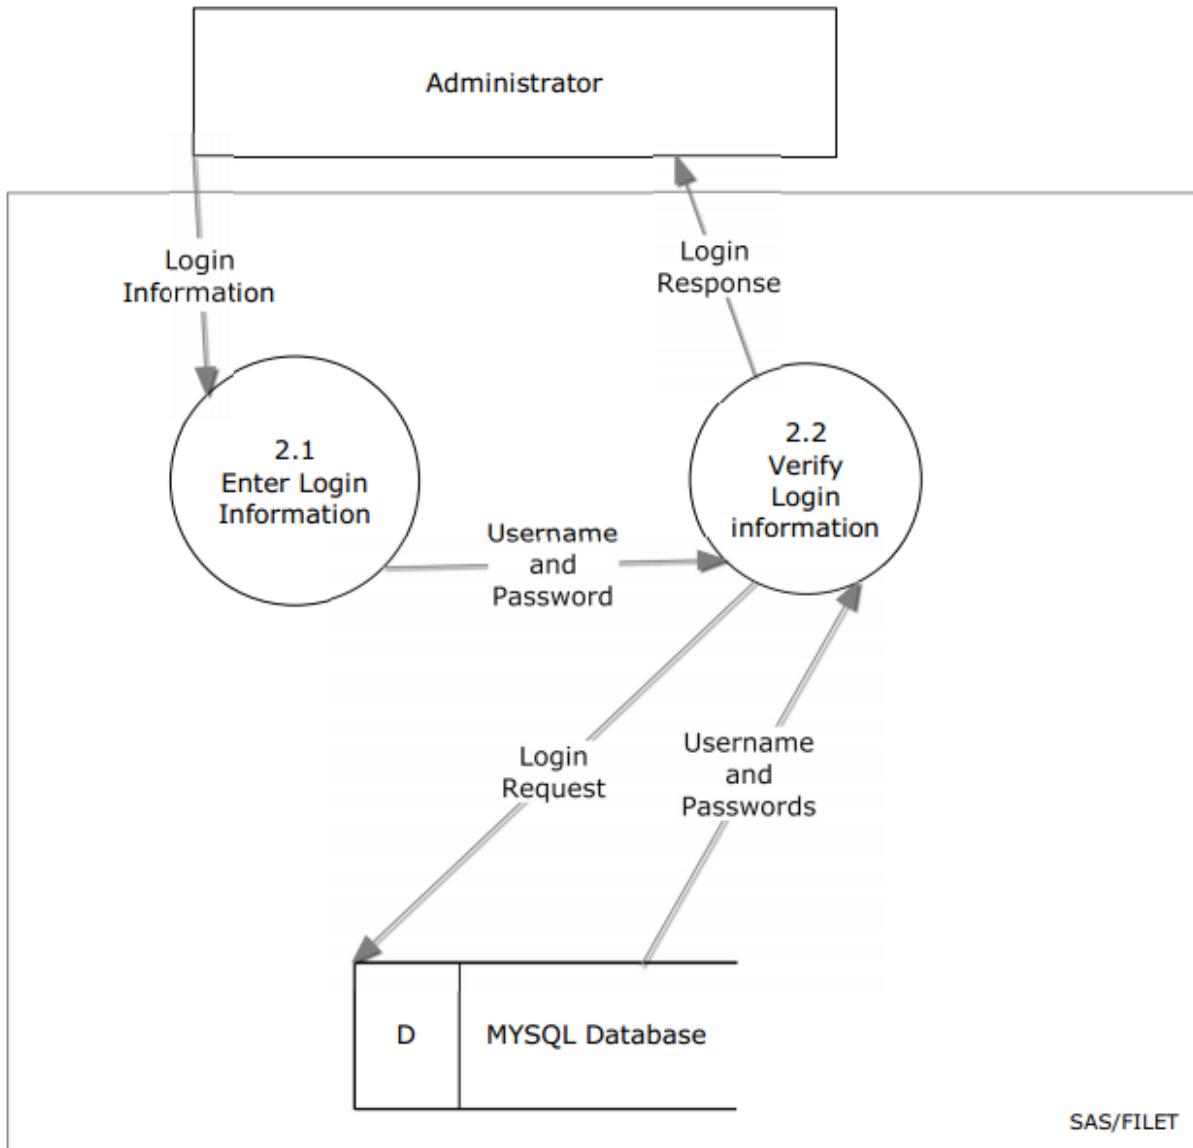 Administrator
Login
Information
Login
Response
2.1
Enter Login
Information
2.2
Verify
Login
information
Username
and
Password
Login
Request
Username
and
Passwords
D
MYSQL Database
SAS/FILET